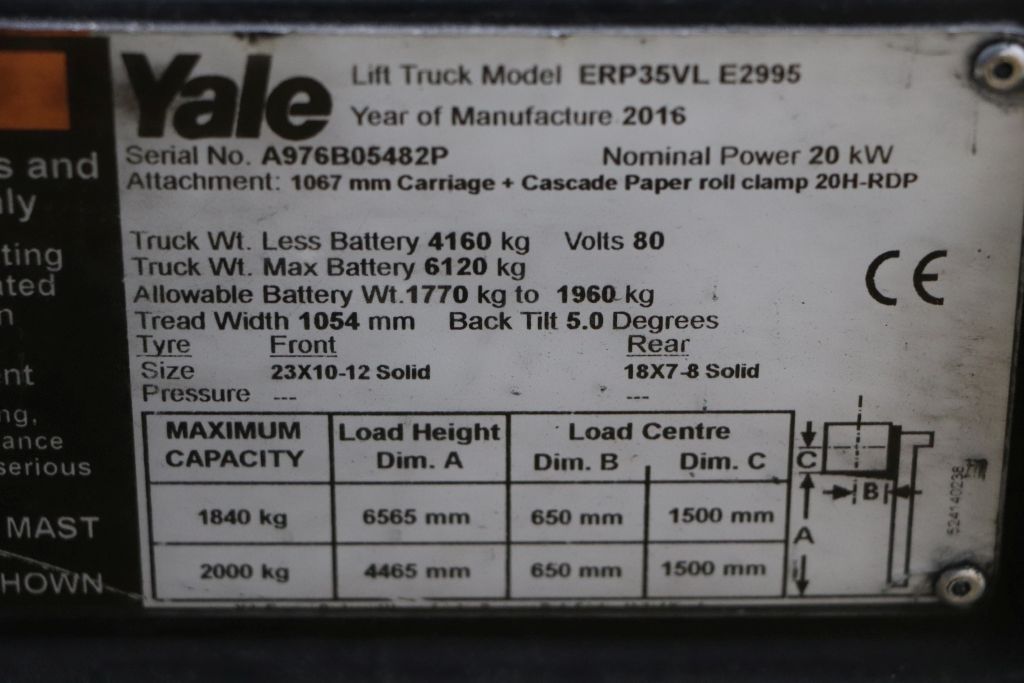 Yale
Lift Truck Model ERP35VL E2995
Year of Manufacture 2016
Serial No. A976B05482P Nominal Power 20 kW
Attachment: 1067 mm Carriage + Cascade Paper roll clamp 20H-RDP
Truck Wt. Less Battery 4160 kg Volts 80
Truck Wt. Max Battery 6120 kg
Allowable Battery Wt.1770 kg to 1960 kg
Tread Width 1054 mm Back Tilt 5.0 Degrees
Tyre Front Rear
Size 23X10-12 Solid 18X7-8 Solid
Pressure --- ---
MAXIMUM CAPACITY Load Height Dim. A Load Centre
Dim. B Dim. C
1840 kg 6565 mm 650 mm 1500 mm
2000 kg 4465 mm 650 mm 1500 mm
C
B
A
524140238
CE
s and
ly
ting
ated
n
nt
ng,
ance
serious
MAST
HOWN